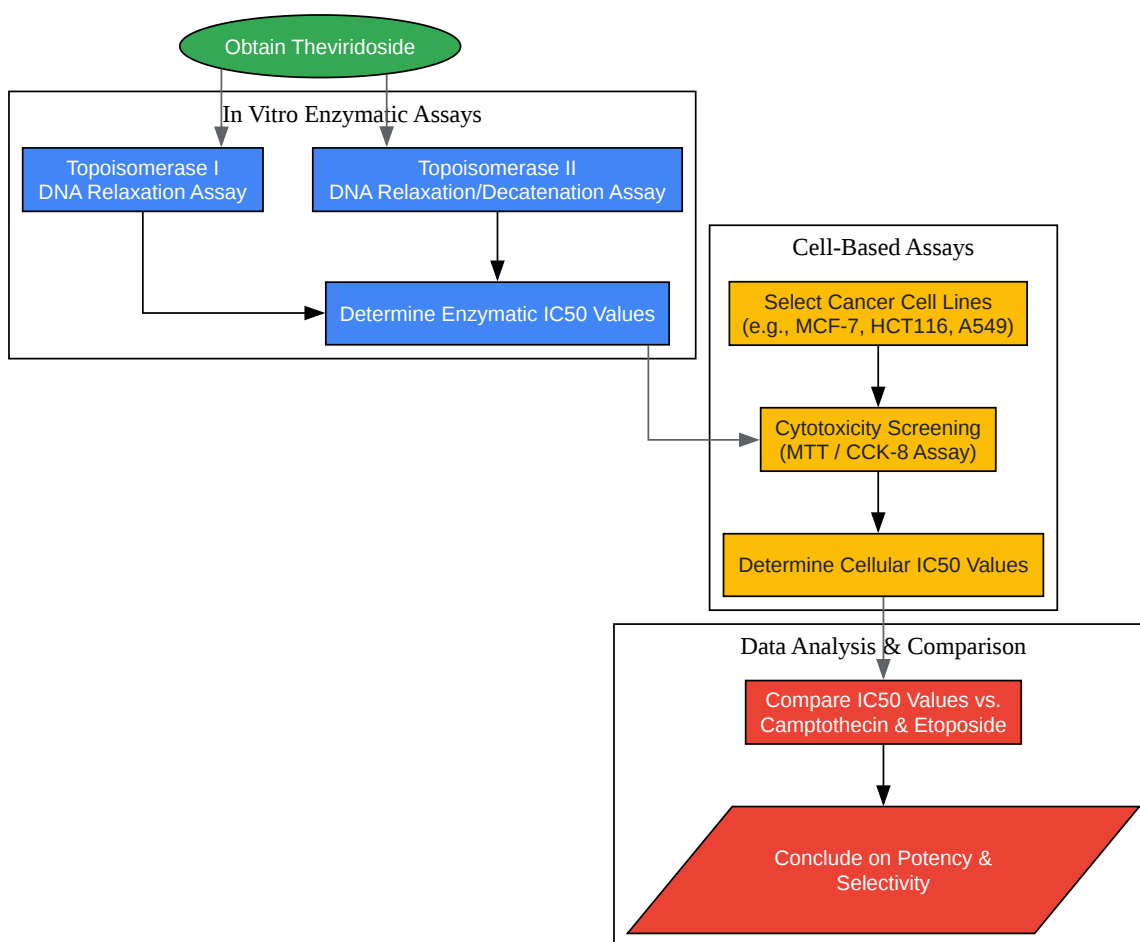 Obtain Theviridoside
In Vitro Enzymatic Assays
Topoisomerase I
DNA Relaxation Assay
Topoisomerase II
DNA Relaxation/Decatenation Assay
Determine Enzymatic IC50 Values
Cell-Based Assays
Select Cancer Cell Lines
(e.g., MCF-7, HCT116, A549)
Cytotoxicity Screening
(MTT / CCK-8 Assay)
Determine Cellular IC50 Values
Data Analysis & Comparison
Compare IC50 Values vs.
Camptothecin & Etoposide
Conclude on Potency &
Selectivity